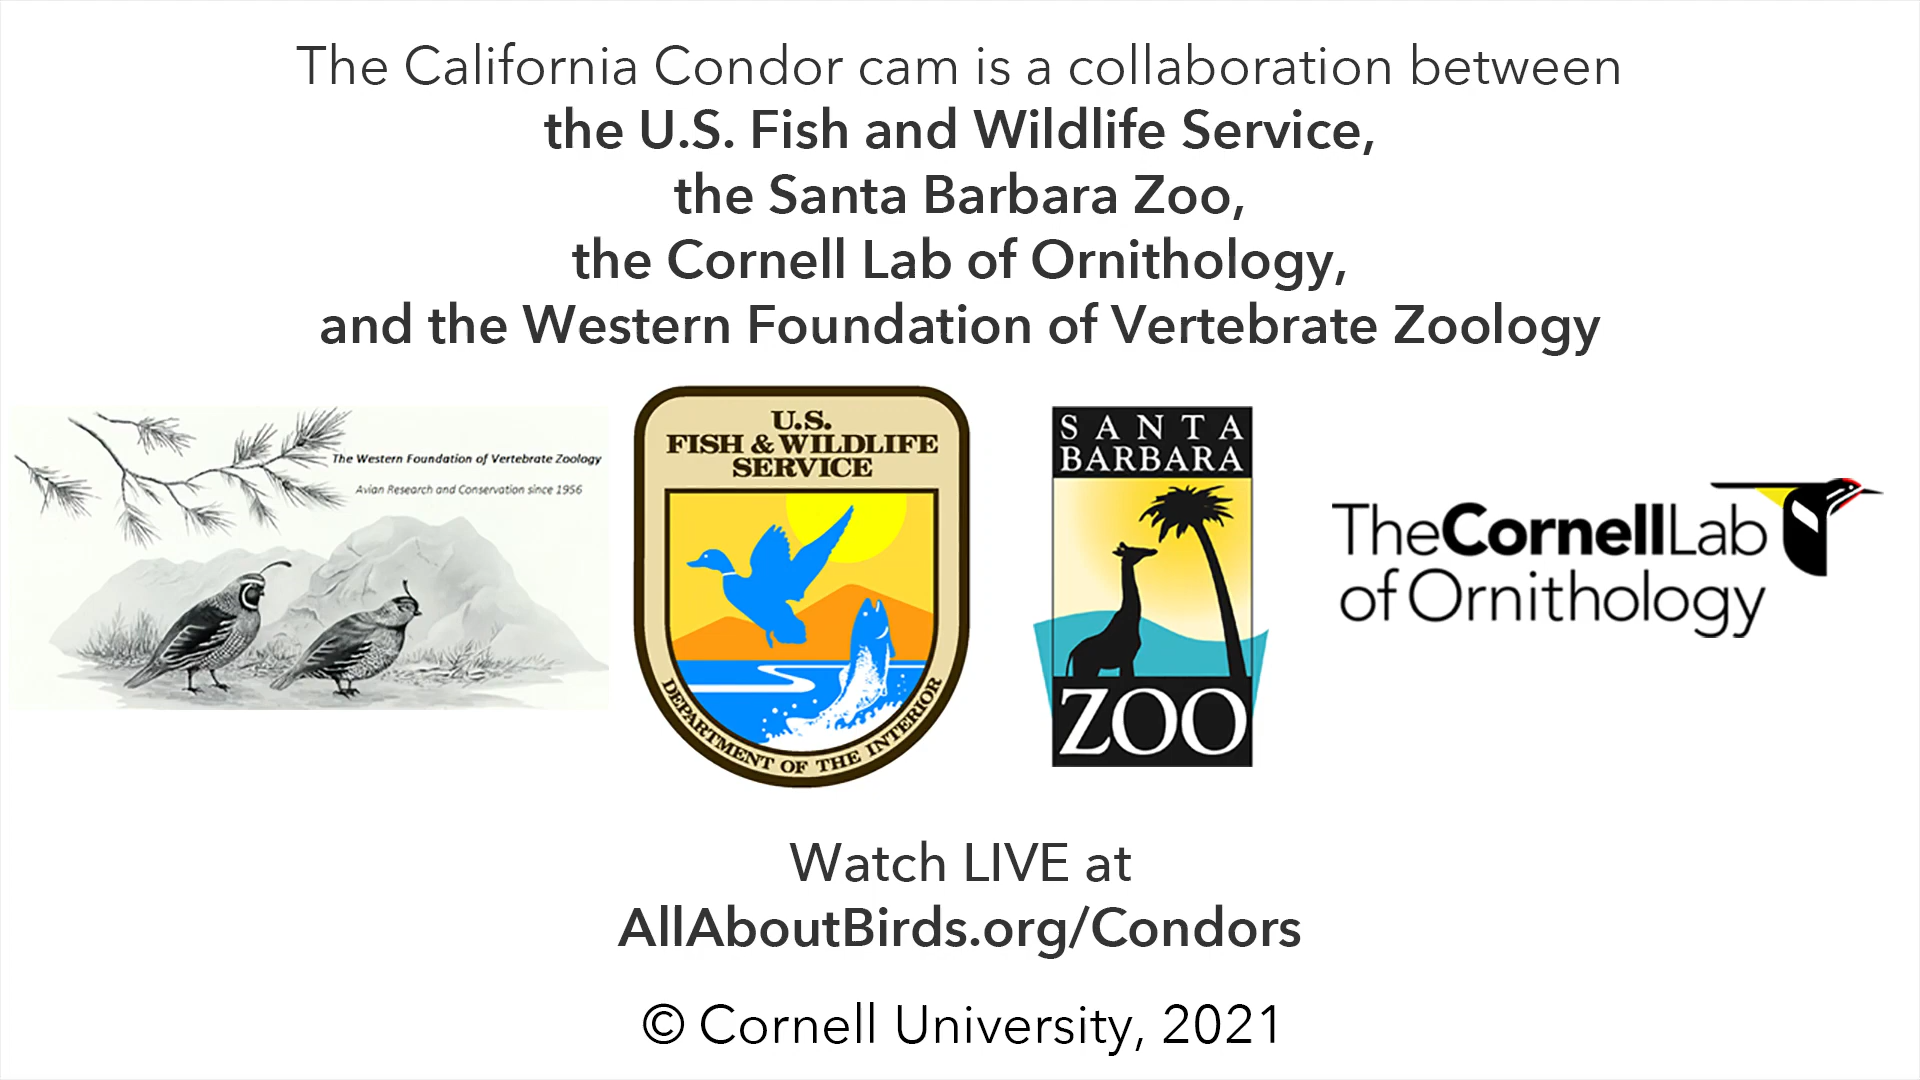 The California Condor cam is a collaboration between
the U.S. Fish and Wildlife Service,
the Santa Barbara Zoo,
the Cornell Lab of Ornithology,
and the Western Foundation of Vertebrate Zoology
The Western Foundation of Vertebrate Zoology
Avian Research and Conservation since 1956
U.S.
FISH & WILDLIFE
SERVICE
DEPARTMENT OF THE INTERIOR
SANTA
BARBARA
ZOO
TheCornellLab
of Ornithology
Watch LIVE at
AllAboutBirds.org/Condors
© Cornell University, 2021